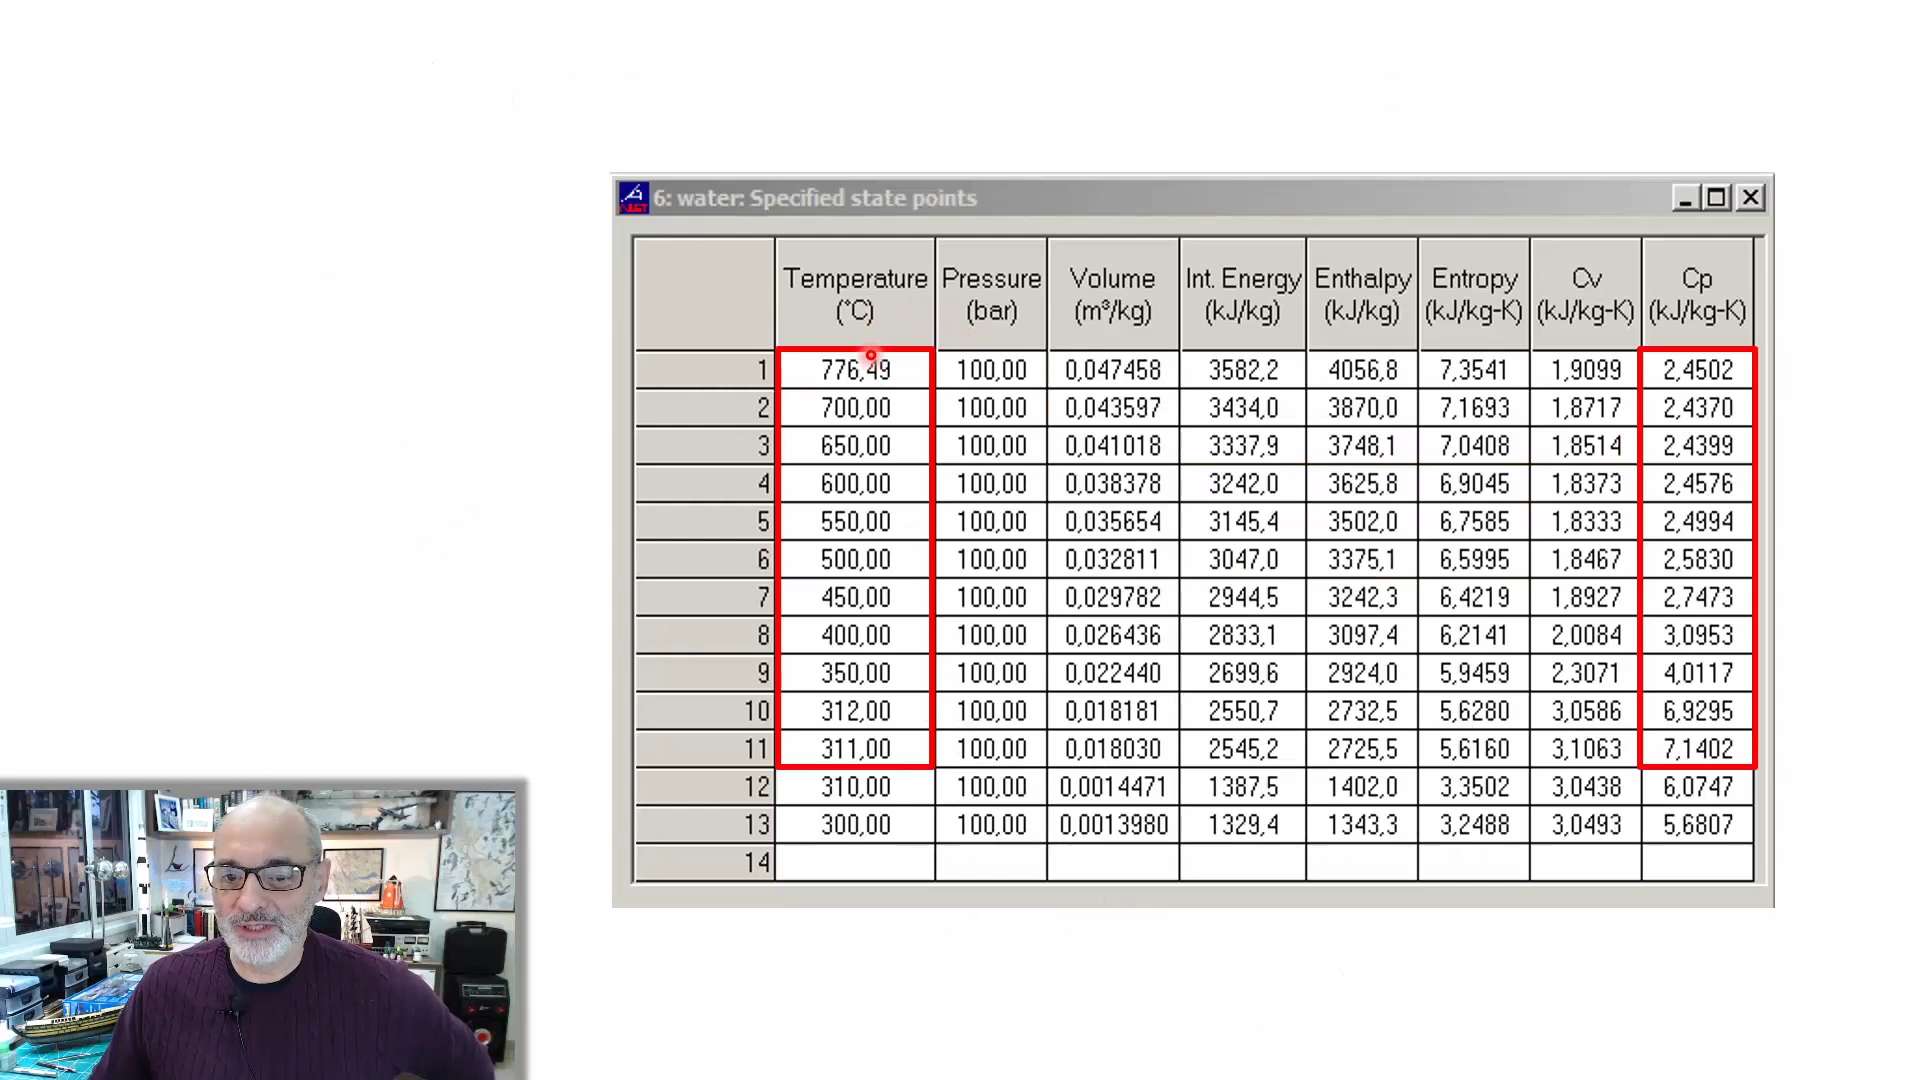 6: water: Specified state points
Temperature (°C) Pressure (bar) Volume (m³/kg) Int. Energy (kJ/kg) Enthalpy (kJ/kg) Entropy (kJ/kg-K) Cv (kJ/kg-K) Cp (kJ/kg-K)
1 776,49 100,00 0,047458 3582,2 4056,8 7,3541 1,9099 2,4502
2 700,00 100,00 0,043597 3434,0 3870,0 7,1693 1,8717 2,4370
3 650,00 100,00 0,041018 3337,9 3748,1 7,0408 1,8514 2,4399
4 600,00 100,00 0,038378 3242,0 3625,8 6,9045 1,8373 2,4576
5 550,00 100,00 0,035654 3145,4 3502,0 6,7585 1,8333 2,4994
6 500,00 100,00 0,032811 3047,0 3375,1 6,5995 1,8467 2,5830
7 450,00 100,00 0,029782 2944,5 3242,3 6,4219 1,8927 2,7473
8 400,00 100,00 0,026436 2833,1 3097,4 6,2141 2,0084 3,0953
9 350,00 100,00 0,022440 2699,6 2924,0 5,9459 2,3071 4,0117
10 312,00 100,00 0,018181 2550,7 2732,5 5,6280 3,0586 6,9295
11 311,00 100,00 0,018030 2545,2 2725,5 5,6160 3,1063 7,1402
12 310,00 100,00 0,0014471 1387,5 1402,0 3,3502 3,0438 6,0747
13 300,00 100,00 0,0013980 1329,4 1343,3 3,2488 3,0493 5,6807
14